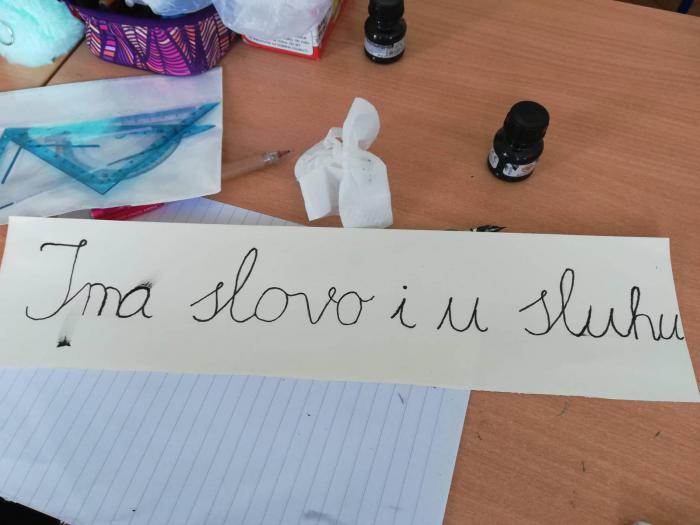 Ima slovo i u sluhu